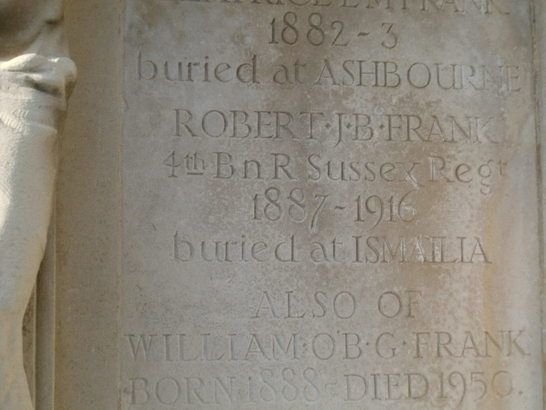 FRANK
1882-3
buried at ASHBOURNE
ROBERT·J·B·FRANK
4th Bn R Sussex Regt
1887-1916
buried at ISMAILIA
ALSO OF
WILLIAM·O'B·G·FRANK
·BORN 1888-DIED 1950.